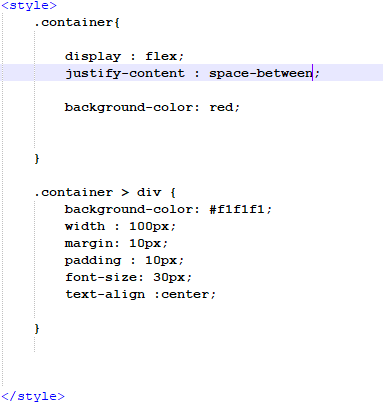 <style>
.container{
display : flex;
justify-content : space-between;
background-color: red;
}
.container > div {
background-color: #f1f1f1;
width : 100px;
margin: 10px;
padding : 10px;
font-size: 30px;
text-align :center;
}
</style>